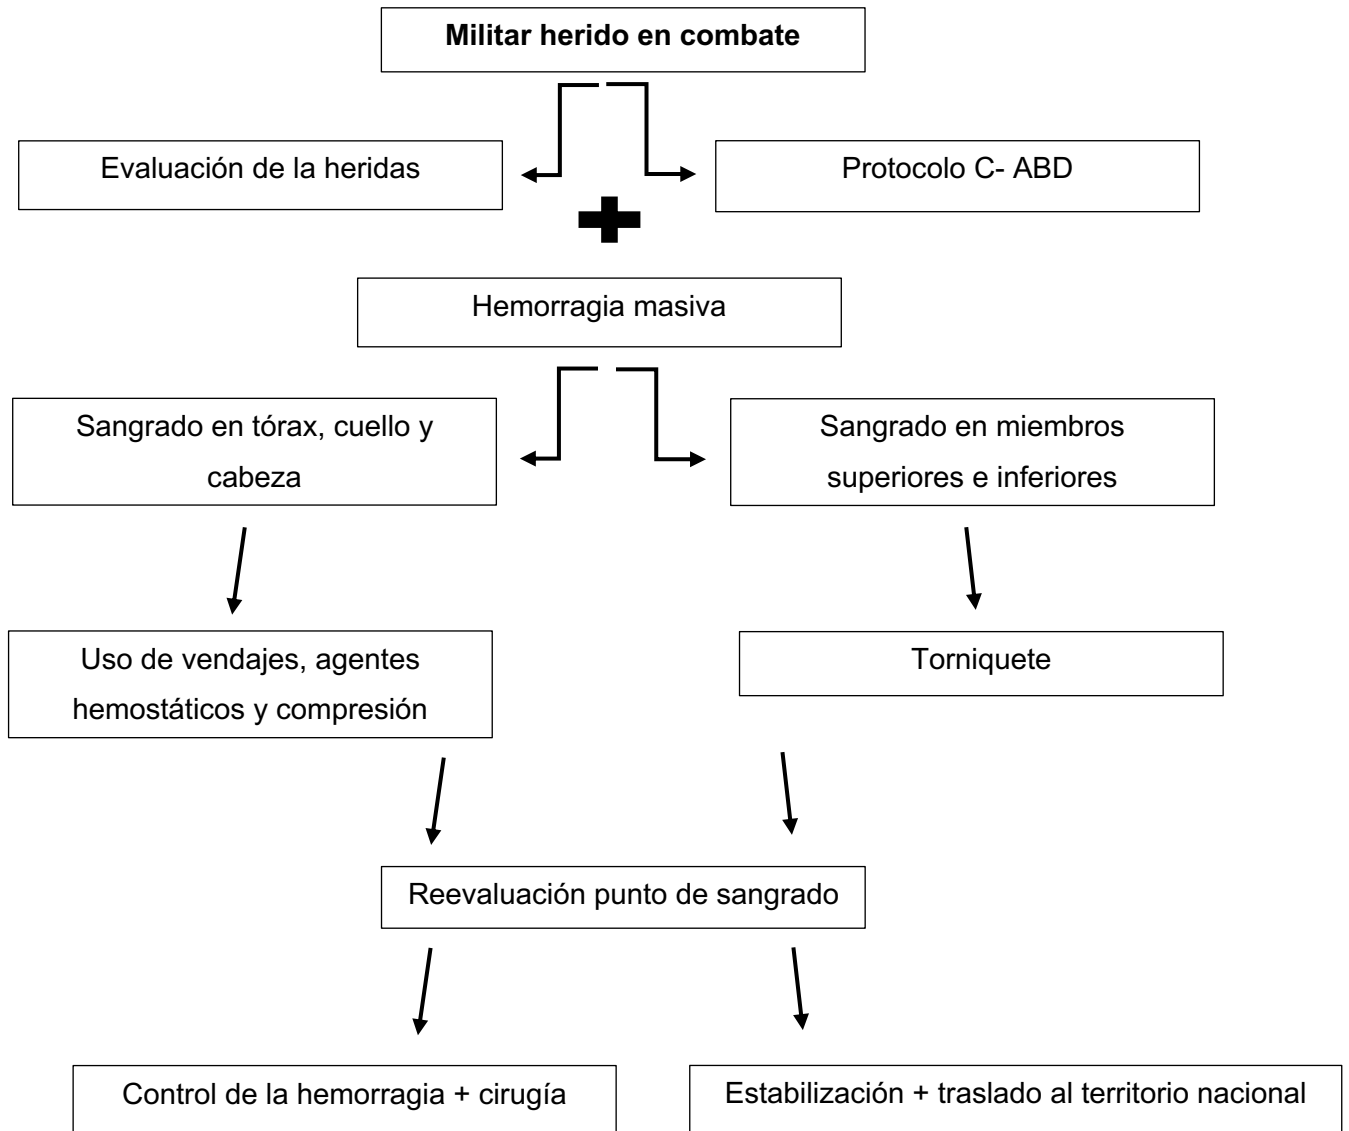 Militar herido en combate
Evaluación de la heridas
Protocolo C- ABD
Hemorragia masiva
Sangrado en tórax, cuello y
cabeza
Sangrado en miembros
superiores e inferiores
Uso de vendajes, agentes
hemostáticos y compresión
Torniquete
Reevaluación punto de sangrado
Control de la hemorragia + cirugía
Estabilización + traslado al territorio nacional